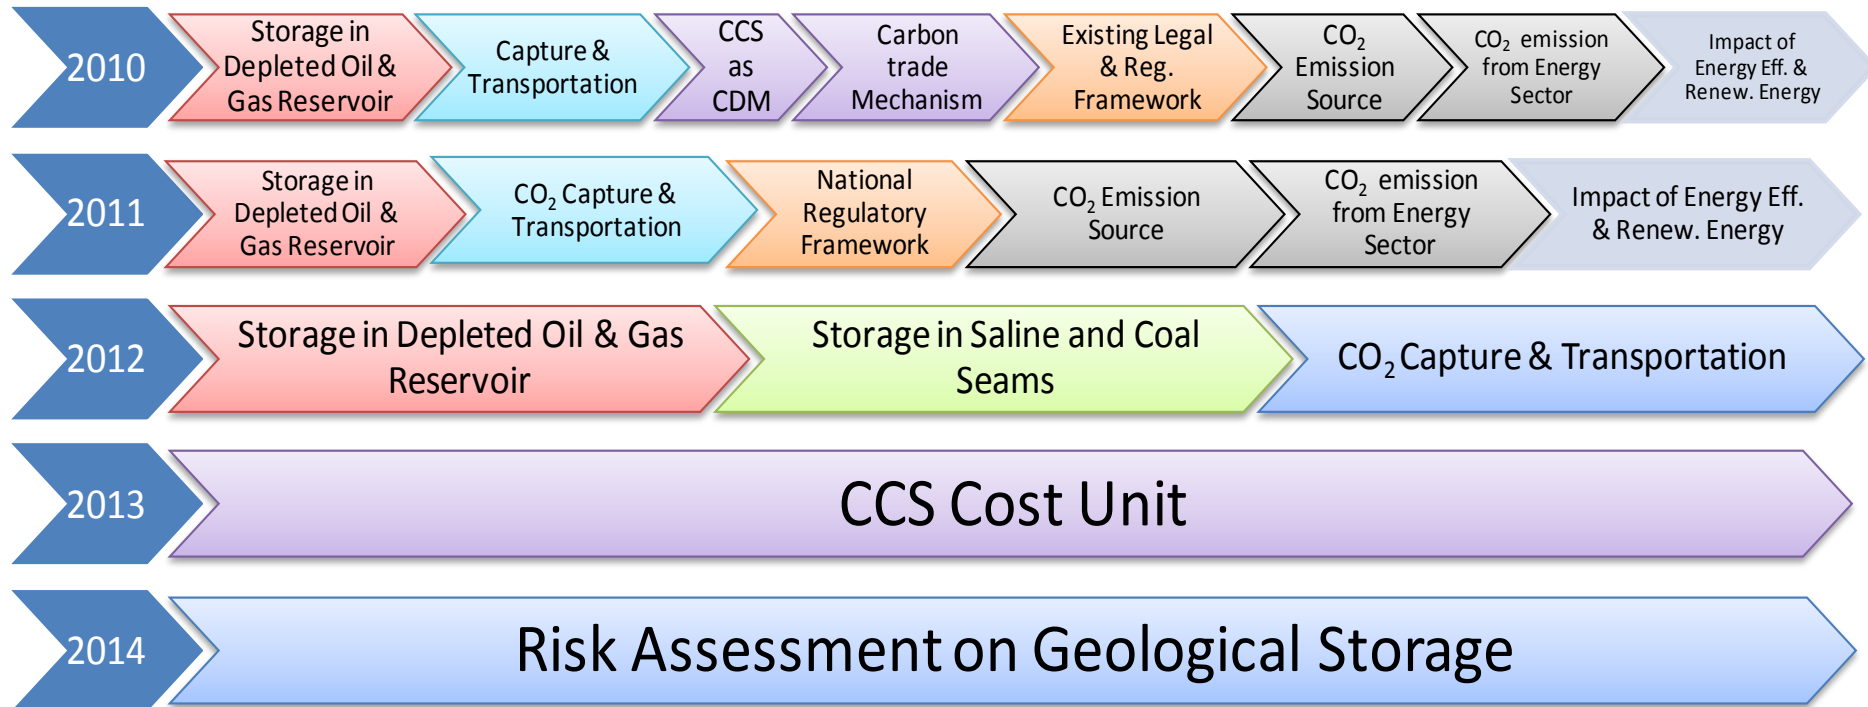 2010
Storage in
Depleted Oil &
Gas Reservoir
Capture &
Transportation
CCS
as
CDM
Carbon
trade
Mechanism
Existing Legal
& Reg.
Framework
CO₂
Emission
Source
CO₂ emission
from Energy
Sector
Impact of
Energy Eff. &
Renew. Energy
2011
Storage in
Depleted Oil &
Gas Reservoir
CO₂ Capture &
Transportation
National
Regulatory
Framework
CO₂ Emission
Source
CO₂ emission
from Energy
Sector
Impact of Energy Eff.
& Renew. Energy
2012
Storage in Depleted Oil & Gas
Reservoir
Storage in Saline and Coal
Seams
CO₂ Capture & Transportation
2013
CCS Cost Unit
2014
Risk Assessment on Geological Storage